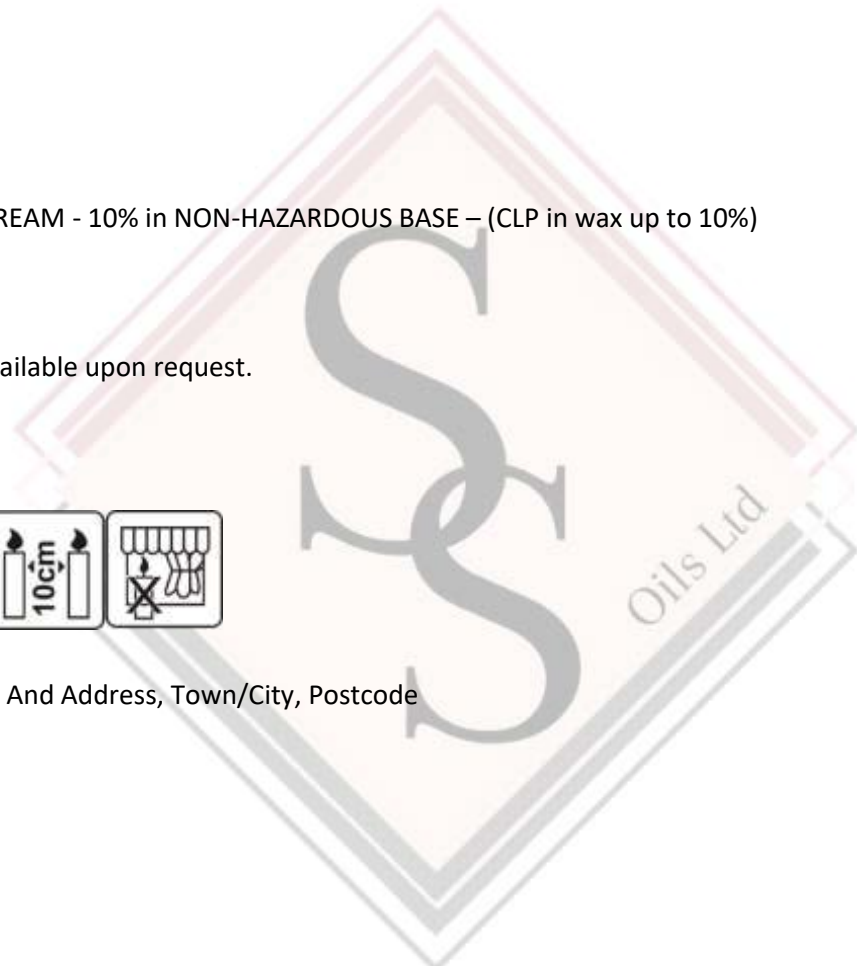 REAM - 10% in NON-HAZARDOUS BASE – (CLP in wax up to 10%)
ailable upon request.
10cm
And Address, Town/City, Postcode
SS
Oils Ltd